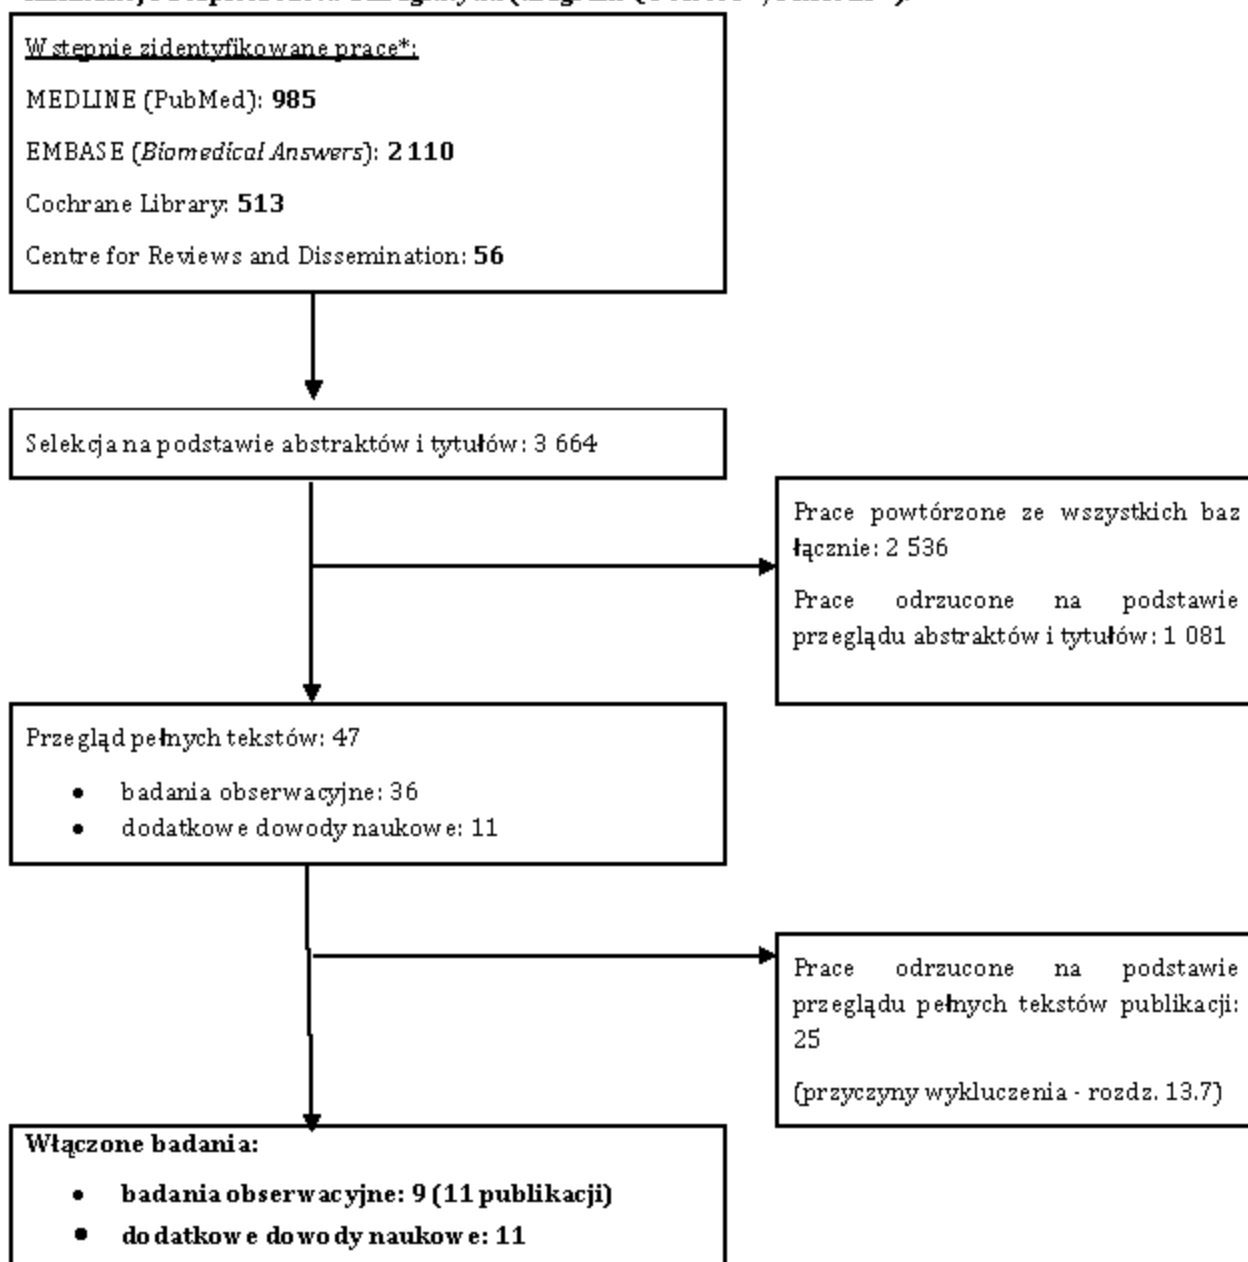 Wstępnie zidentyfikowane prace*:
MEDLINE (PubMed): 985
EMBASE (Biomedical Answers): 2 110
Cochrane Library: 513
Centre for Reviews and Dissemination: 56
Selekcja na podstawie abstraktów i tytułów: 3 664
Prace powtórzone ze wszystkich baz
łącznie: 2 536
Prace odrzucone na podstawie
przeglądu abstraktów i tytułów: 1 081
Przegląd pełnych tekstów: 47
• badania obserwacyjne: 36
• dodatkowe dowody naukowe: 11
Prace odrzucone na podstawie
przeglądu pełnych tekstów publikacji:
25
(przyczyny wykluczenia - rozdz. 13.7)
Włączone badania:
• badania obserwacyjne: 9 (11 publikacji)
• dodatkowe dowody naukowe: 11